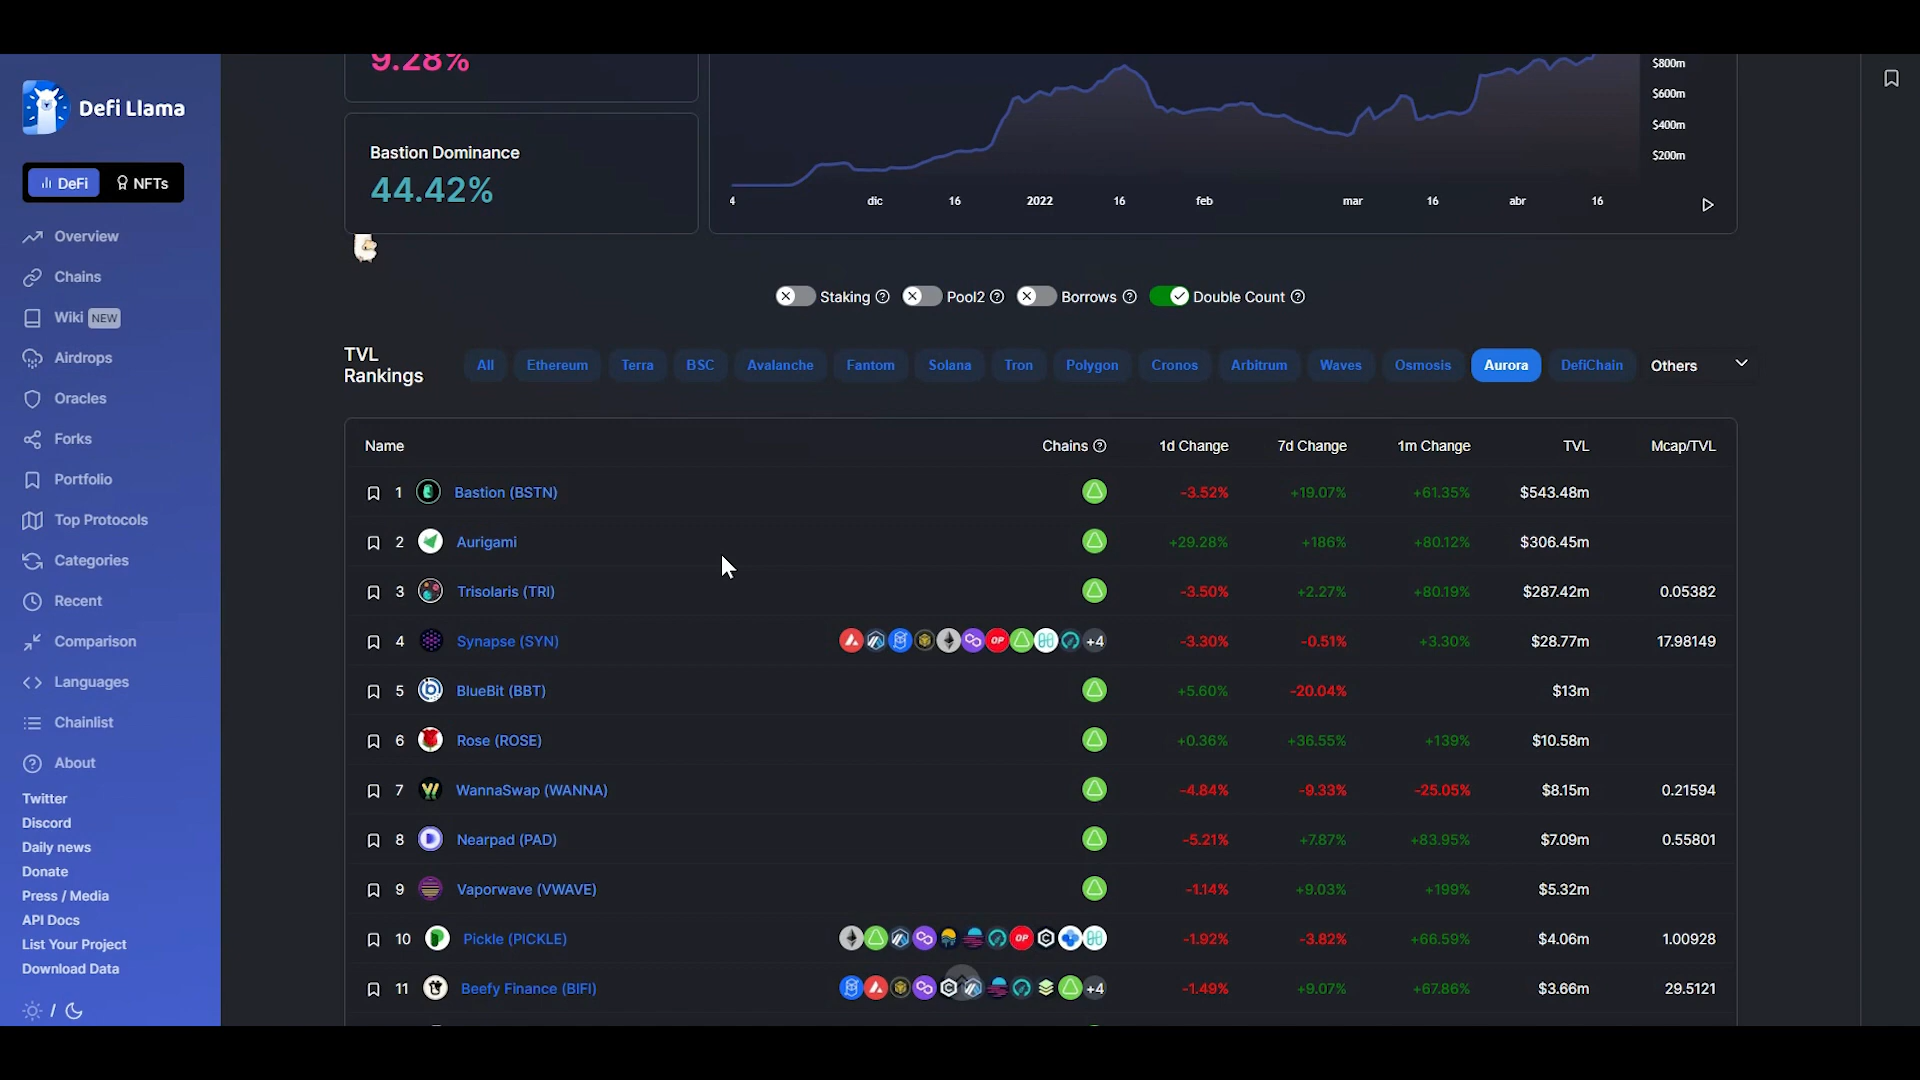 9.28%
$800m
$600m
$400m
$200m
Defi Llama
Bastion Dominance
44.42%
4 dic 16 2022 16 feb mar 16 abr 16
DeFi NFTs
Overview
Chains
Wiki NEW
Airdrops
Oracles
Forks
Portfolio
Top Protocols
Categories
Recent
Comparison
Languages
Chainlist
About
Twitter
Discord
Daily news
Donate
Press / Media
API Docs
List Your Project
Download Data
/
Staking Pool2 Borrows Double Count
TVL
Rankings
All Ethereum Terra BSC Avalanche Fantom Solana Tron Polygon Cronos Arbitrum Waves Osmosis Aurora DefiChain Others
Name Chains 1d Change 7d Change 1m Change TVL Mcap/TVL
1 Bastion (BSTN) -3.52% +19.07% +61.35% $543.48m
2 Aurigami +29.28% +186% +80.12% $306.45m
3 Trisolaris (TRI) -3.50% +2.27% +80.19% $287.42m 0.05382
4 Synapse (SYN) OP +4 -3.30% -0.51% +3.30% $28.77m 17.98149
5 BlueBit (BBT) +5.60% -20.04% $13m
6 Rose (ROSE) +0.36% +36.55% +139% $10.58m
7 WannaSwap (WANNA) -4.84% -9.33% -25.05% $8.15m 0.21594
8 Nearpad (PAD) -5.21% +7.87% +83.95% $7.09m 0.55801
9 Vaporwave (VWAVE) -1.14% +9.03% +199% $5.32m
10 Pickle (PICKLE) OP -1.92% -3.82% +66.59% $4.06m 1.00928
11 Beefy Finance (BIFI) +4 -1.49% +9.07% +67.86% $3.66m 29.5121